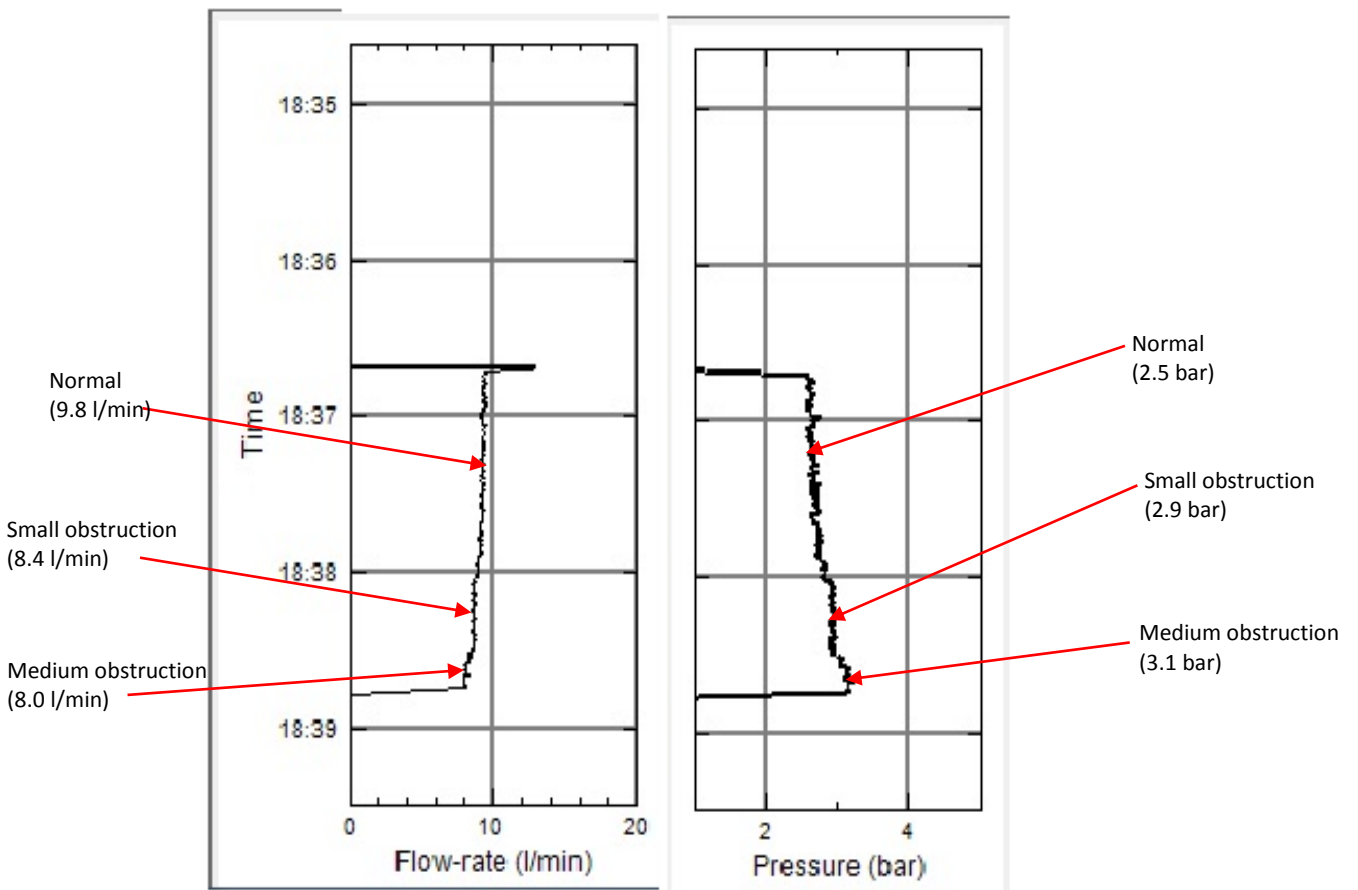 18:35
18:36
18:37
18:38
18:39
Time
0
10
20
Flow-rate (l/min)
Normal
(9.8 l/min)
Small obstruction
(8.4 l/min)
Medium obstruction
(8.0 l/min)
2
4
Pressure (bar)
Normal
(2.5 bar)
Small obstruction
(2.9 bar)
Medium obstruction
(3.1 bar)